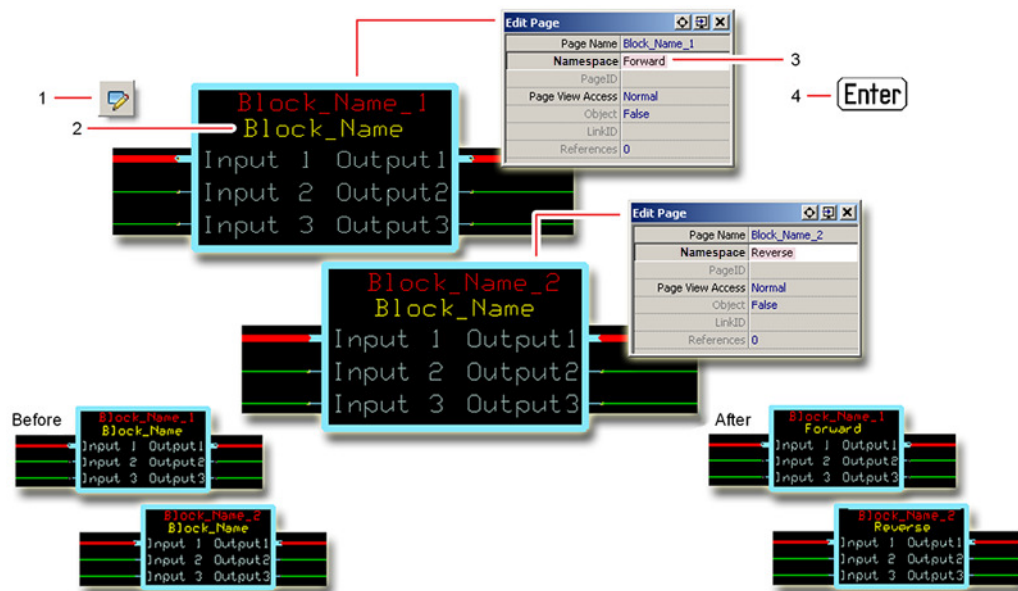 Edit Page
Page Name Block_Name_1
Namespace Forward
PageID
Page View Access Normal
Object False
LinkID
References 0
3
4
Enter
1
2
Block_Name_1
Block_Name
Input 1 Output1
Input 2 Output2
Input 3 Output3
Edit Page
Page Name Block_Name_2
Namespace Reverse
PageID
Page View Access Normal
Object False
LinkID
References 0
Block_Name_2
Block_Name
Input 1 Output1
Input 2 Output2
Input 3 Output3
Before
Block_Name_1
Block_Name
Input 1 Output1
Input 2 Output2
Input 3 Output3
Block_Name_2
Block_Name
Input 1 Output1
Input 2 Output2
Input 3 Output3
After
Block_Name_1
Forward
Input 1 Output1
Input 2 Output2
Input 3 Output3
Block_Name_2
Reverse
Input 1 Output1
Input 2 Output2
Input 3 Output3